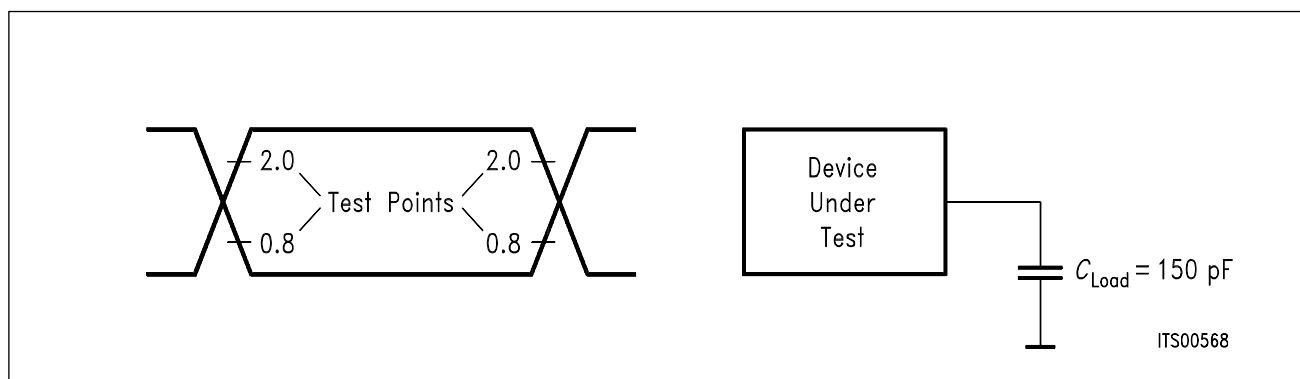 2.0
2.0
Test Points
0.8
0.8
Device
Under
Test
C_Load = 150 pF
ITS00568